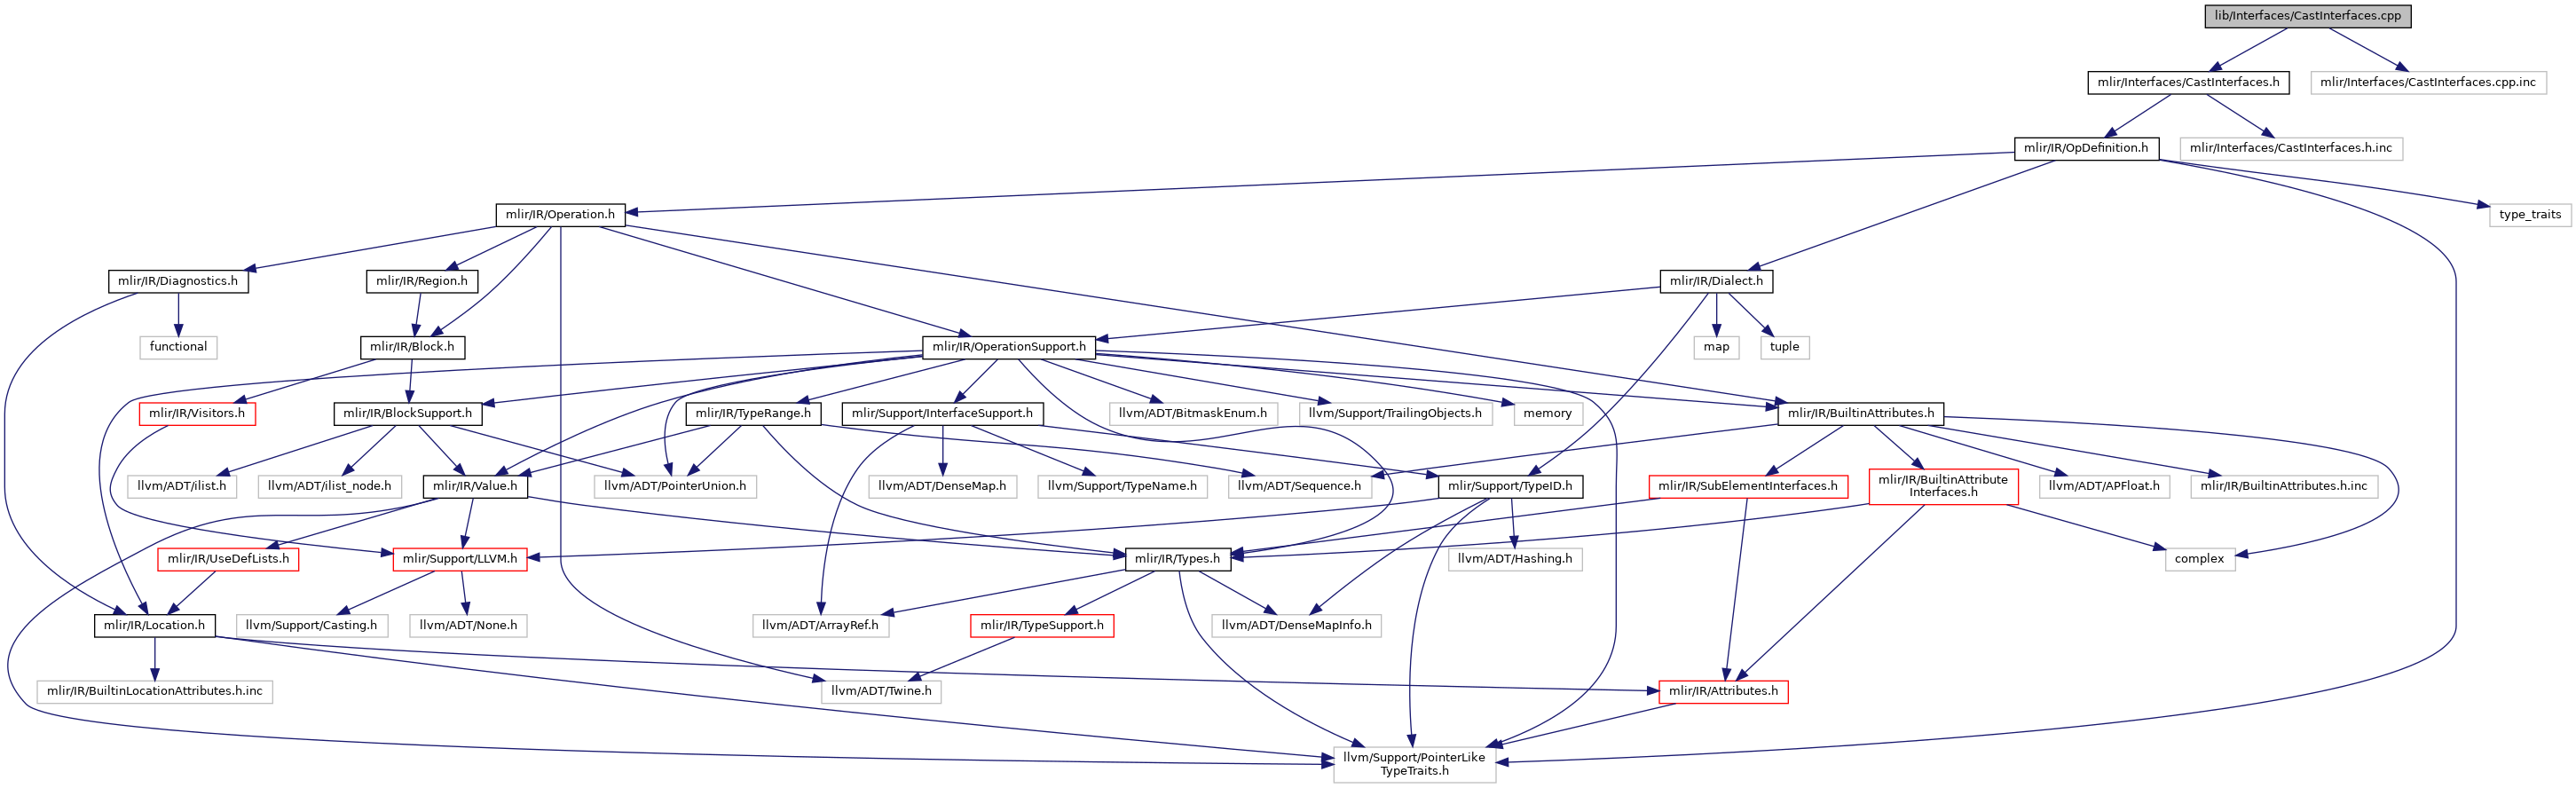 lib/Interfaces/CastInterfaces.cpp
mlir/Interfaces/CastInterfaces.h
mlir/Interfaces/CastInterfaces.cpp.inc
mlir/IR/OpDefinition.h
mlir/Interfaces/CastInterfaces.h.inc
mlir/IR/Operation.h
type_traits
mlir/IR/Diagnostics.h
mlir/IR/Region.h
mlir/IR/Dialect.h
functional
mlir/IR/Block.h
mlir/IR/OperationSupport.h
map
tuple
mlir/IR/Visitors.h
mlir/IR/BlockSupport.h
mlir/IR/TypeRange.h
mlir/Support/InterfaceSupport.h
llvm/ADT/BitmaskEnum.h
llvm/Support/TrailingObjects.h
memory
mlir/IR/BuiltinAttributes.h
llvm/ADT/ilist.h
llvm/ADT/ilist_node.h
mlir/IR/Value.h
llvm/ADT/PointerUnion.h
llvm/ADT/DenseMap.h
llvm/Support/TypeName.h
llvm/ADT/Sequence.h
mlir/Support/TypeID.h
mlir/IR/SubElementInterfaces.h
mlir/IR/BuiltinAttribute
Interfaces.h
llvm/ADT/APFloat.h
mlir/IR/BuiltinAttributes.h.inc
mlir/IR/UseDefLists.h
mlir/Support/LLVM.h
mlir/IR/Types.h
llvm/ADT/Hashing.h
complex
mlir/IR/Location.h
llvm/Support/Casting.h
llvm/ADT/None.h
llvm/ADT/ArrayRef.h
mlir/IR/TypeSupport.h
llvm/ADT/DenseMapInfo.h
mlir/IR/BuiltinLocationAttributes.h.inc
llvm/ADT/Twine.h
mlir/IR/Attributes.h
llvm/Support/PointerLike
TypeTraits.h